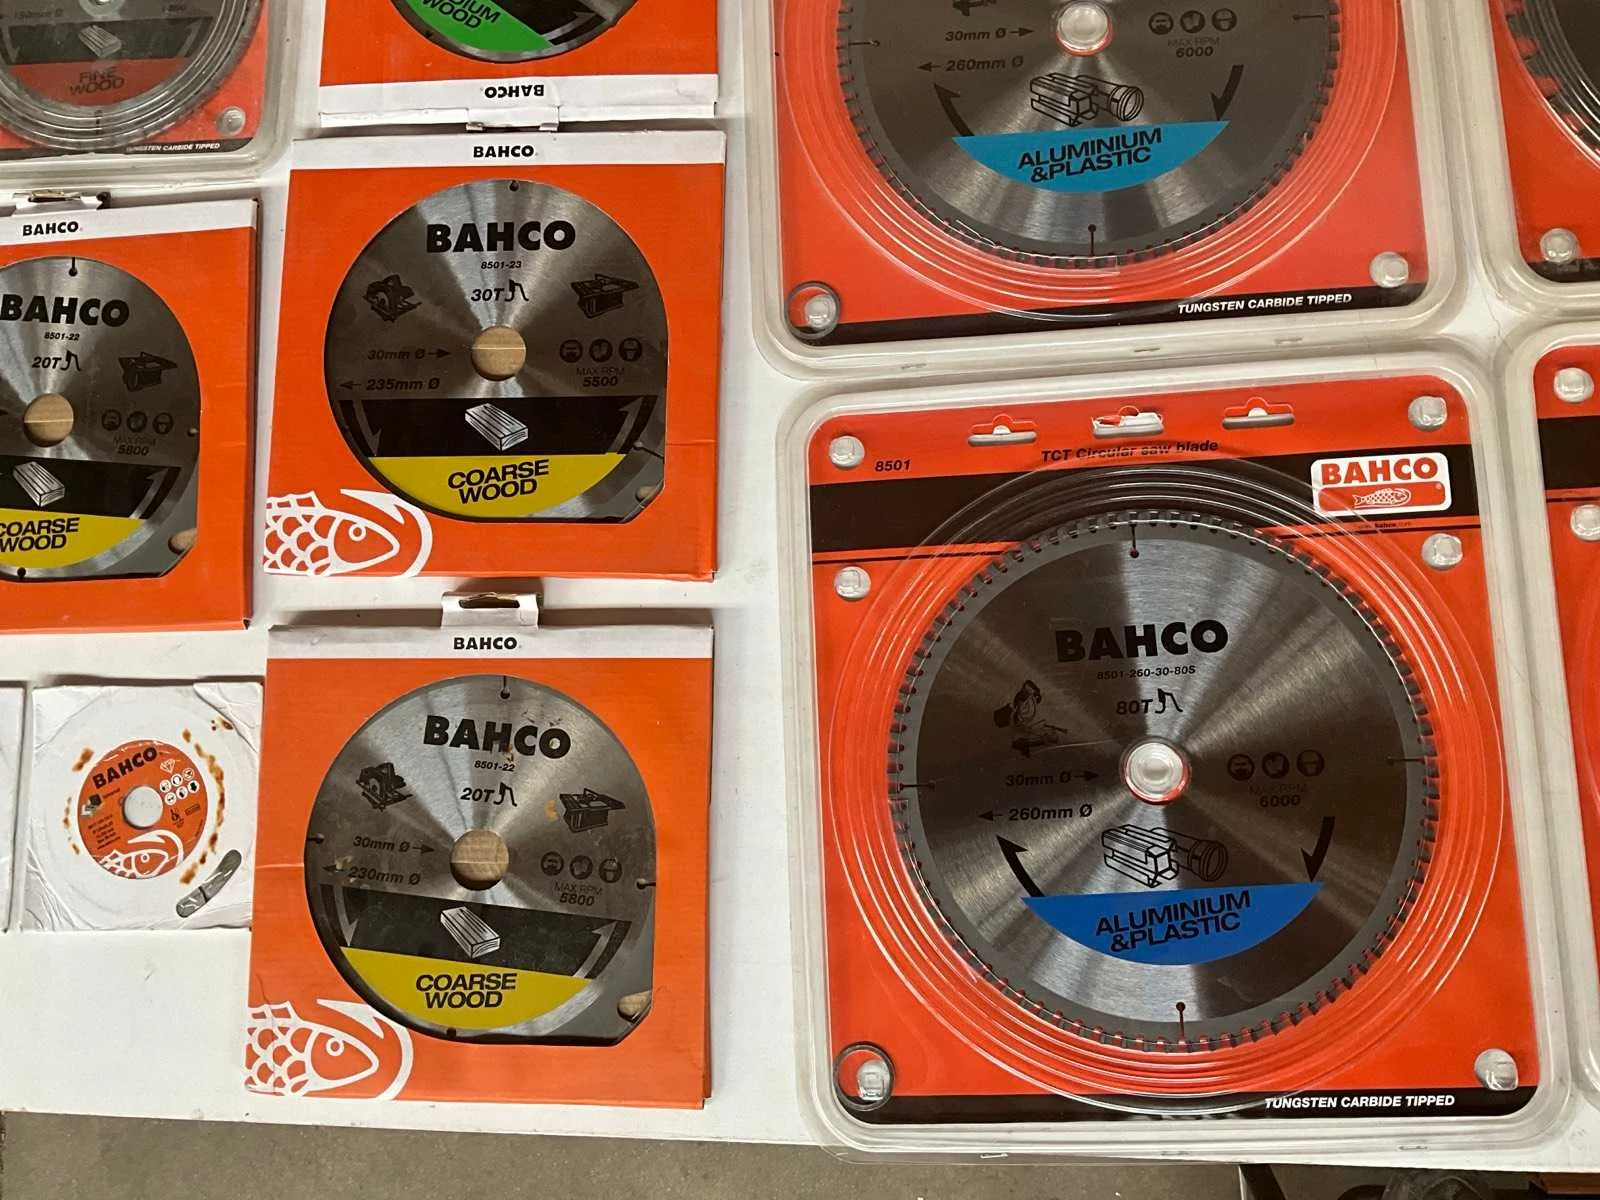 150mm Ø
FINE
WOOD
TUNGSTEN CARBIDE TIPPED
MEDIUM
WOOD
BAHCO
30mm Ø
260mm Ø
MAX RPM
6000
ALUMINIUM
&PLASTIC
TUNGSTEN CARBIDE TIPPED
BAHCO
BAHCO
8501-22
20T
MAX RPM
5800
COARSE
WOOD
BAHCO
BAHCO
8501-23
30T
30mm Ø
235mm Ø
MAX RPM
5500
COARSE
WOOD
BAHCO
BAHCO
8501-22
20T
30mm Ø
230mm Ø
MAX RPM
5800
COARSE
WOOD
BAHCO
8501
TCT Circular saw blade
BAHCO
BAHCO
8501-260-30-80S
80T
30mm Ø
260mm Ø
MAX RPM
6000
ALUMINIUM
&PLASTIC
TUNGSTEN CARBIDE TIPPED